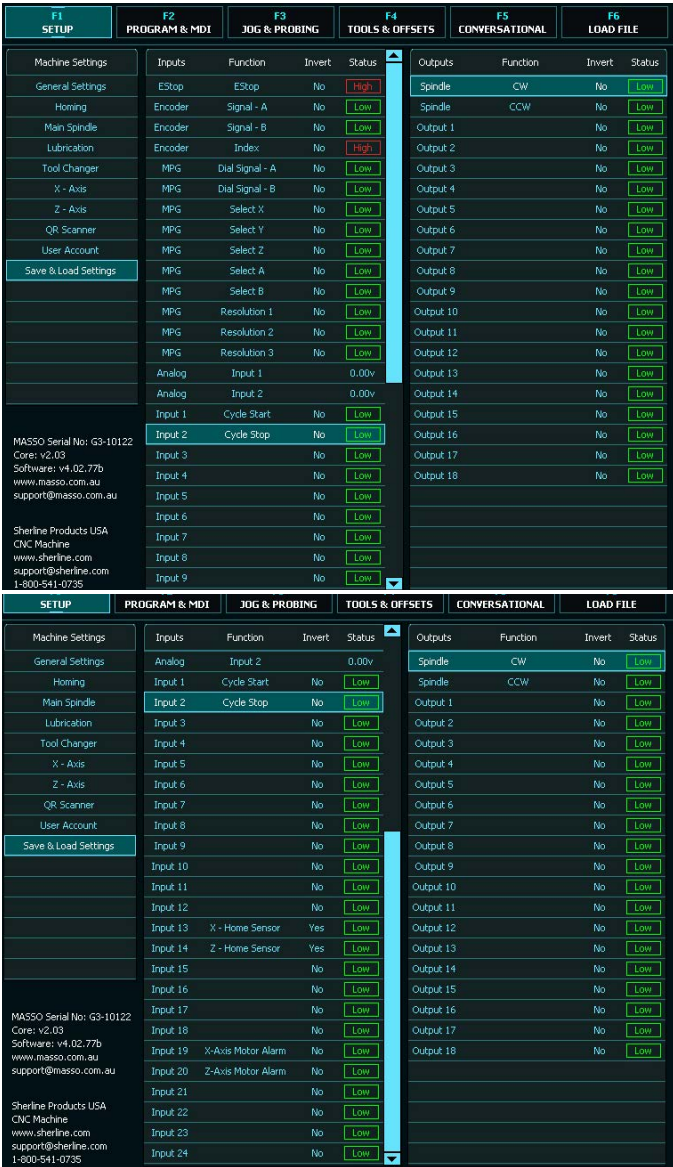 F1 F2 F3 F4 F5 F6
SETUP PROGRAM & MDI JOG & PROBING TOOLS & OFFSETS CONVERSATIONAL LOAD FILE
Machine Settings
General Settings
Homing
Main Spindle
Lubrication
Tool Changer
X - Axis
Z - Axis
QR Scanner
User Account
Save & Load Settings
MASSO Serial No: G3-10122
Core: v2.03
Software: v4.02.77b
www.masso.com.au
support@masso.com.au
Sherline Products USA
CNC Machine
www.sherline.com
support@sherline.com
1-800-541-0735
Inputs Function Invert Status
EStop EStop No High
Encoder Signal - A No Low
Encoder Signal - B No Low
Encoder Index No High
MPG Dial Signal - A No Low
MPG Dial Signal - B No Low
MPG Select X No Low
MPG Select Y No Low
MPG Select Z No Low
MPG Select A No Low
MPG Select B No Low
MPG Resolution 1 No Low
MPG Resolution 2 No Low
MPG Resolution 3 No Low
Analog Input 1 0.00v
Analog Input 2 0.00v
Input 1 Cycle Start No Low
Input 2 Cycle Stop No Low
Input 3 No Low
Input 4 No Low
Input 5 No Low
Input 6 No Low
Input 7 No Low
Input 8 No Low
Input 9 No Low
Outputs Function Invert Status
Spindle CW No Low
Spindle CCW No Low
Output 1 No Low
Output 2 No Low
Output 3 No Low
Output 4 No Low
Output 5 No Low
Output 6 No Low
Output 7 No Low
Output 8 No Low
Output 9 No Low
Output 10 No Low
Output 11 No Low
Output 12 No Low
Output 13 No Low
Output 14 No Low
Output 15 No Low
Output 16 No Low
Output 17 No Low
Output 18 No Low
SETUP PROGRAM & MDI JOG & PROBING TOOLS & OFFSETS CONVERSATIONAL LOAD FILE
Machine Settings
General Settings
Homing
Main Spindle
Lubrication
Tool Changer
X - Axis
Z - Axis
QR Scanner
User Account
Save & Load Settings
MASSO Serial No: G3-10122
Core: v2.03
Software: v4.02.77b
www.masso.com.au
support@masso.com.au
Sherline Products USA
CNC Machine
www.sherline.com
support@sherline.com
1-800-541-0735
Inputs Function Invert Status
Analog Input 2 0.00v
Input 1 Cycle Start No Low
Input 2 Cycle Stop No Low
Input 3 No Low
Input 4 No Low
Input 5 No Low
Input 6 No Low
Input 7 No Low
Input 8 No Low
Input 9 No Low
Input 10 No Low
Input 11 No Low
Input 12 No Low
Input 13 X - Home Sensor Yes Low
Input 14 Z - Home Sensor Yes Low
Input 15 No Low
Input 16 No Low
Input 17 No Low
Input 18 No Low
Input 19 X-Axis Motor Alarm No Low
Input 20 Z-Axis Motor Alarm No Low
Input 21 No Low
Input 22 No Low
Input 23 No Low
Input 24 No Low
Outputs Function Invert Status
Spindle CW No Low
Spindle CCW No Low
Output 1 No Low
Output 2 No Low
Output 3 No Low
Output 4 No Low
Output 5 No Low
Output 6 No Low
Output 7 No Low
Output 8 No Low
Output 9 No Low
Output 10 No Low
Output 11 No Low
Output 12 No Low
Output 13 No Low
Output 14 No Low
Output 15 No Low
Output 16 No Low
Output 17 No Low
Output 18 No Low